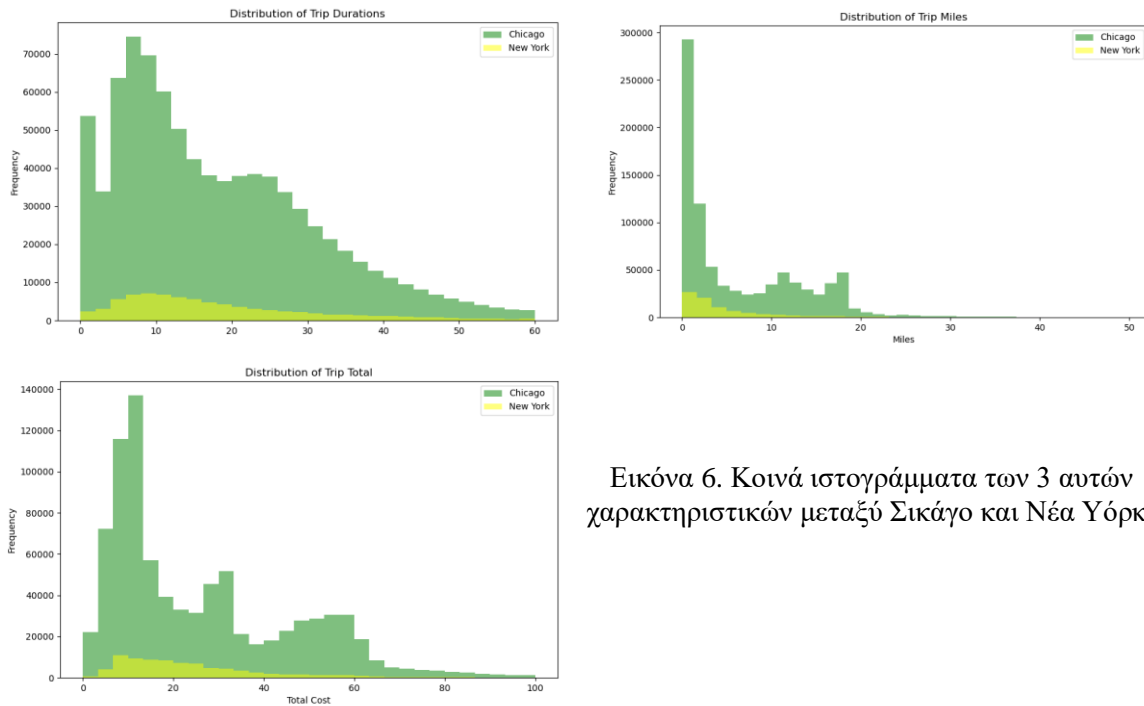 Distribution of Trip Durations
Chicago
New York
70000
60000
50000
40000
30000
20000
10000
0
Frequency
0 10 20 30 40 50 60
Distribution of Trip Miles
Chicago
New York
300000
250000
200000
150000
100000
50000
0
Frequency
0 10 20 30 40 50
Miles
Distribution of Trip Total
Chicago
New York
140000
120000
100000
80000
60000
40000
20000
0
Frequency
0 20 40 60 80 100
Total Cost
Εικόνα 6. Κοινά ιστογράμματα των 3 αυτών
χαρακτηριστικών μεταξύ Σικάγο και Νέα